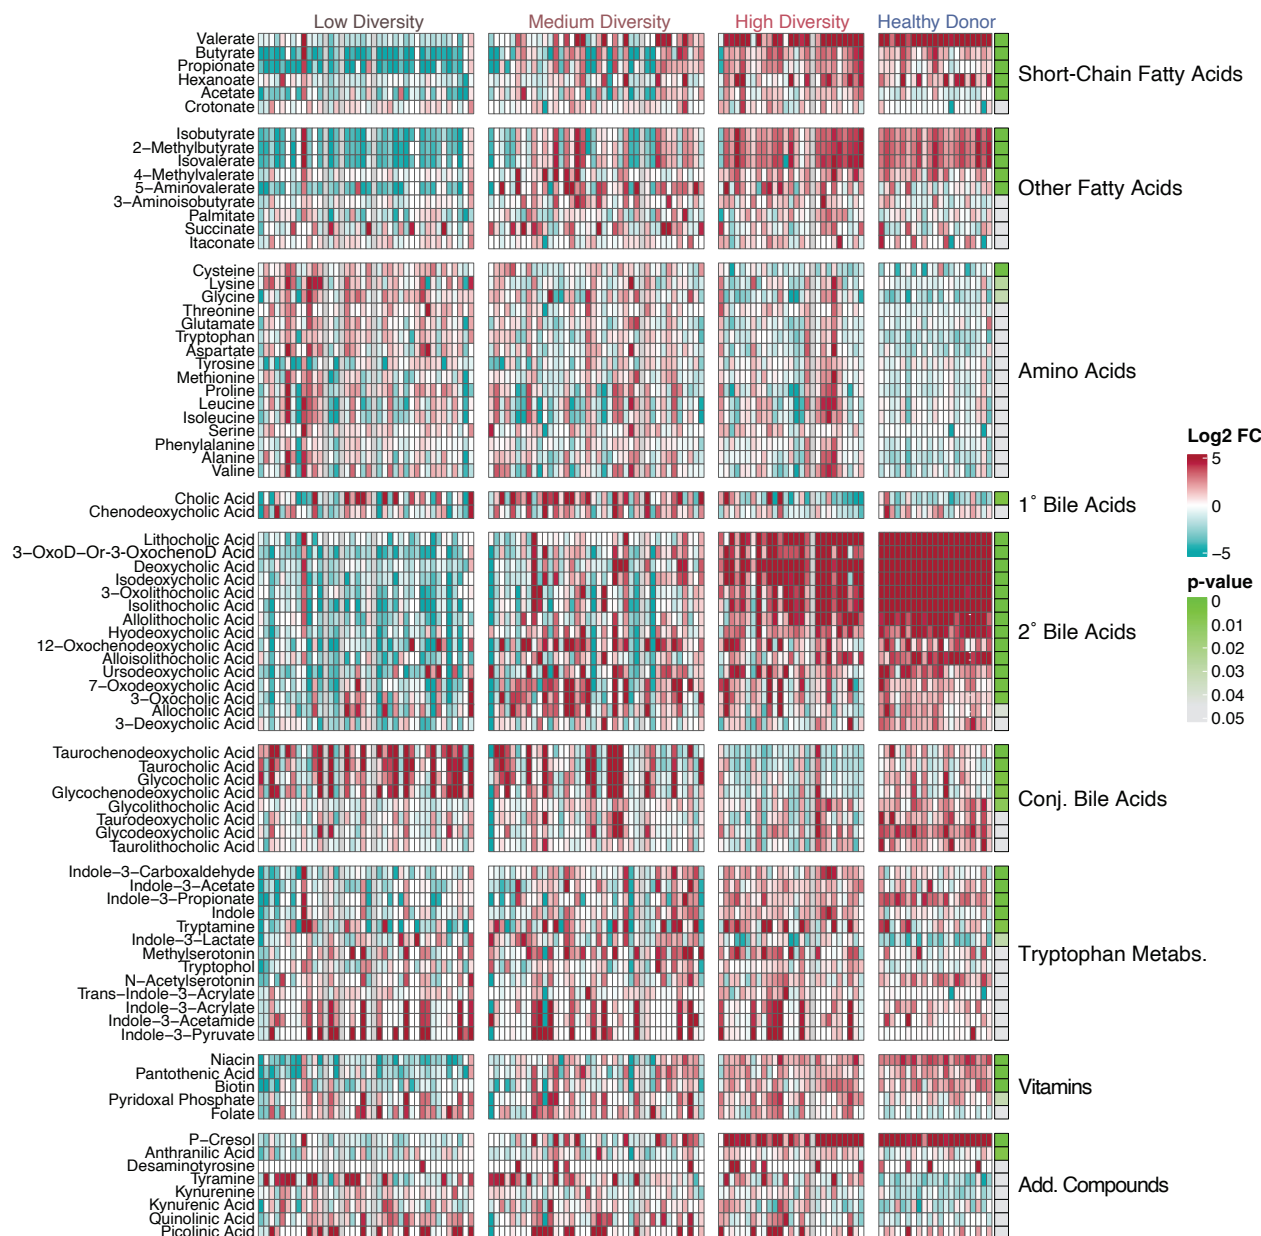 Low Diversity Medium Diversity High Diversity Healthy Donor
Valerate
Butyrate
Propionate
Hexanoate
Acetate
Crotonate
Short-Chain Fatty Acids
Isobutyrate
2−Methylbutyrate
Isovalerate
4−Methylvalerate
5−Aminovalerate
3−Aminoisobutyrate
Palmitate
Succinate
Itaconate
Other Fatty Acids
Cysteine
Lysine
Glycine
Threonine
Glutamate
Tryptophan
Aspartate
Tyrosine
Methionine
Proline
Leucine
Isoleucine
Serine
Phenylalanine
Alanine
Valine
Amino Acids
Cholic Acid
Chenodeoxycholic Acid
1° Bile Acids
Lithocholic Acid
3−OxoD−Or-3-OxochenoD Acid
Deoxycholic Acid
Isodeoxycholic Acid
3−Oxolithocholic Acid
Isolithocholic Acid
Allolithocholic Acid
Hyodeoxycholic Acid
12−Oxochenodeoxycholic Acid
Alloisolithocholic Acid
Ursodeoxycholic Acid
7−Oxodeoxycholic Acid
3−Oxocholic Acid
Allocholic Acid
3−Deoxycholic Acid
2° Bile Acids
Taurochenodeoxycholic Acid
Taurocholic Acid
Glycocholic Acid
Glycochenodeoxycholic Acid
Glycolithocholic Acid
Taurodeoxycholic Acid
Glycodeoxycholic Acid
Taurolithocholic Acid
Conj. Bile Acids
Indole−3−Carboxaldehyde
Indole−3−Acetate
Indole−3−Propionate
Indole
Tryptamine
Indole−3−Lactate
Methylserotonin
Tryptophol
N−Acetylserotonin
Trans−Indole−3−Acrylate
Indole−3−Acrylate
Indole−3−Acetamide
Indole−3−Pyruvate
Tryptophan Metabs.
Niacin
Pantothenic Acid
Biotin
Pyridoxal Phosphate
Folate
Vitamins
P−Cresol
Anthranilic Acid
Desaminotyrosine
Tyramine
Kynurenine
Kynurenic Acid
Quinolinic Acid
Picolinic Acid
Add. Compounds
Log2 FC
5
0
−5
p-value
0
0.01
0.02
0.03
0.04
0.05